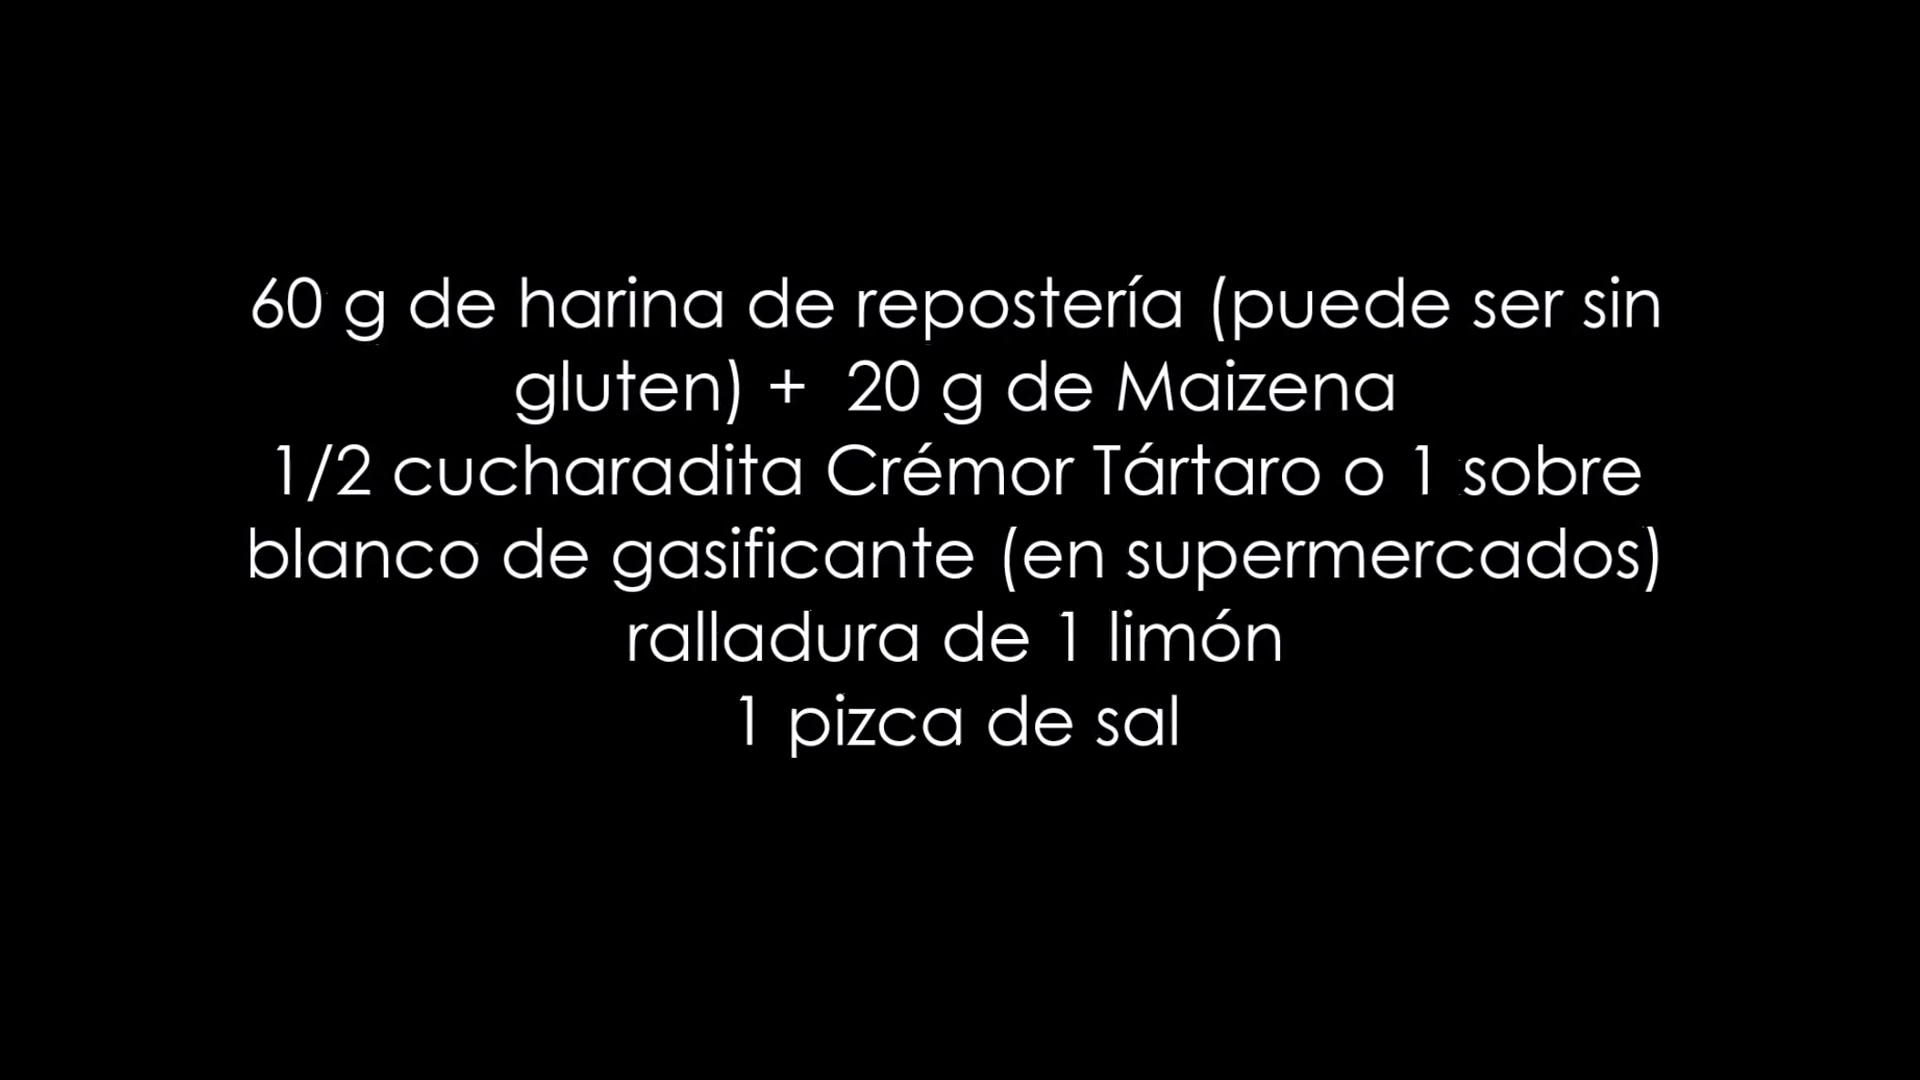 60 g de harina de repostería (puede ser sin
gluten) +  20 g de Maizena
1/2 cucharadita Crémor Tártaro o 1 sobre
blanco de gasificante (en supermercados)
ralladura de 1 limón
1 pizca de sal